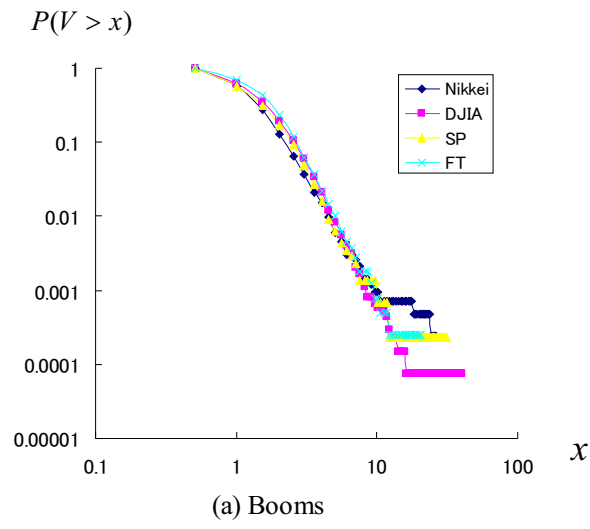 P(V > x)
1
0.1
0.01
0.001
0.0001
0.00001
0.1 1 10 100
x
Nikkei
DJIA
SP
FT
(a) Booms